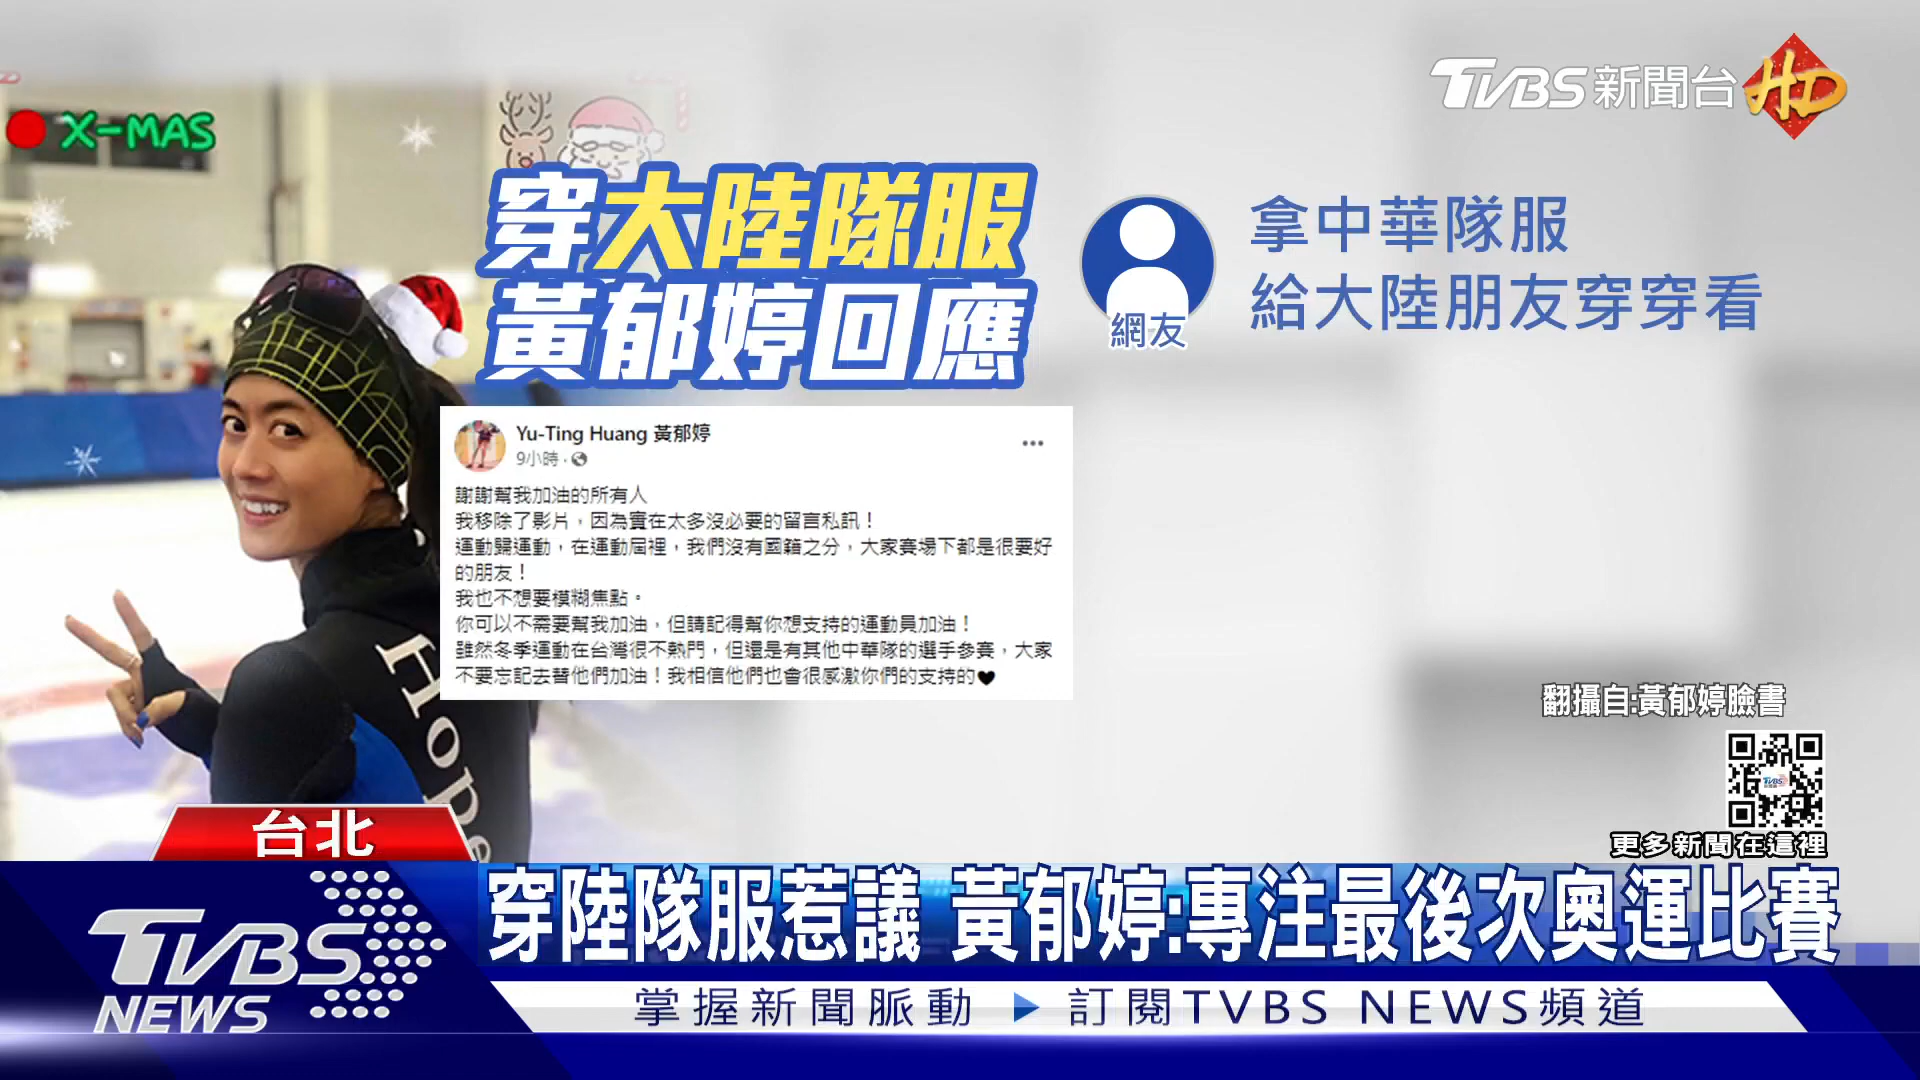 TVBS新聞台 HD
X-MAS
穿大陸隊服
黃郁婷回應
拿中華隊服
給大陸朋友穿穿看
網友
Yu-Ting Huang 黃郁婷
9小時
謝謝幫我加油的所有人
我移除了影片，因為實在太多沒必要的留言私訊！
運動歸運動，在運動屆裡，我們沒有國籍之分，大家賽場下都是很要好
的朋友！
我也不想要模糊焦點。
你可以不需要幫我加油，但請記得幫你想支持的運動員加油！
雖然冬季運動在台灣很不熱門，但還是有其他中華隊的選手參賽，大家
不要忘記去替他們加油！我相信他們也會很感激你們的支持的♥
Hope
翻攝自:黃郁婷臉書
TVBS
更多新聞在這裡
台北
穿陸隊服惹議 黃郁婷:專注最後次奧運比賽
TVBS
NEWS
掌握新聞脈動 ▶ 訂閱TVBS NEWS頻道